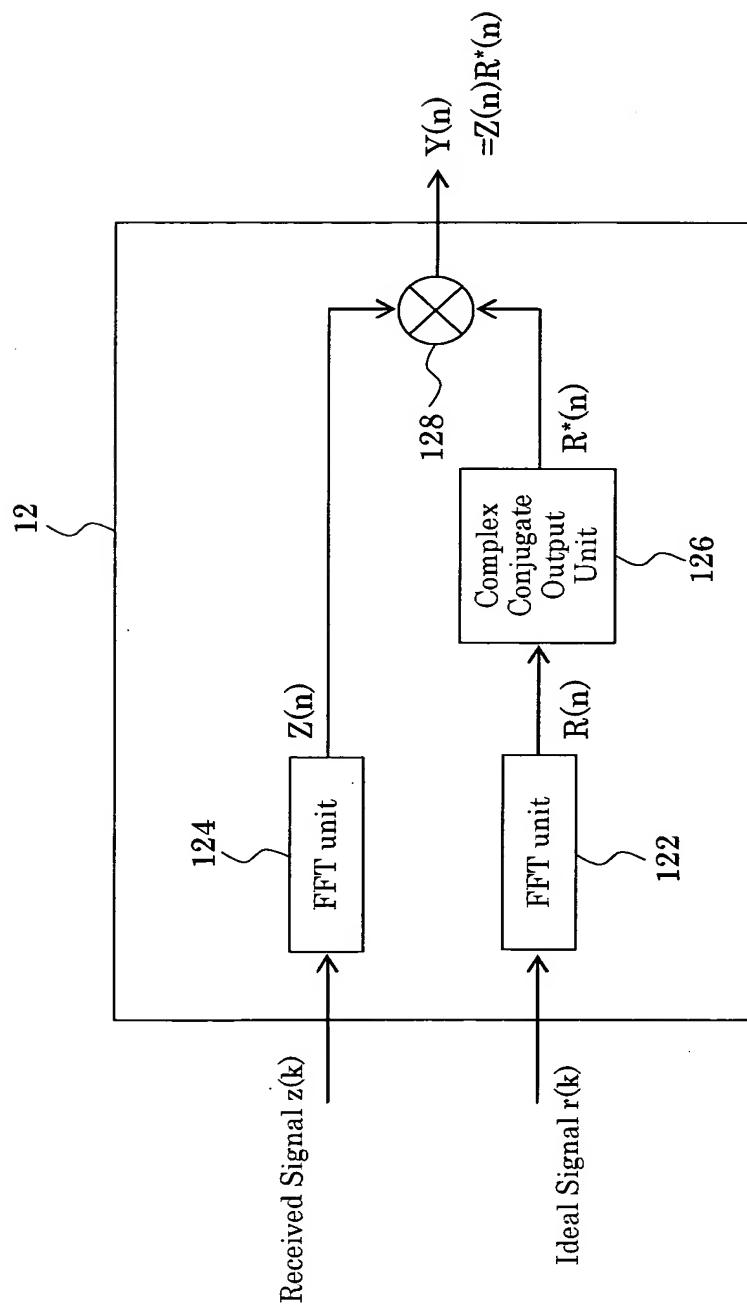 12
Received Signal z(k)
124
FFT unit
Z(n)
128
Y(n)
=Z(n)R*(n)
Ideal Signal r(k)
FFT unit
122
R(n)
Complex
Conjugate
Output
Unit
126
R*(n)